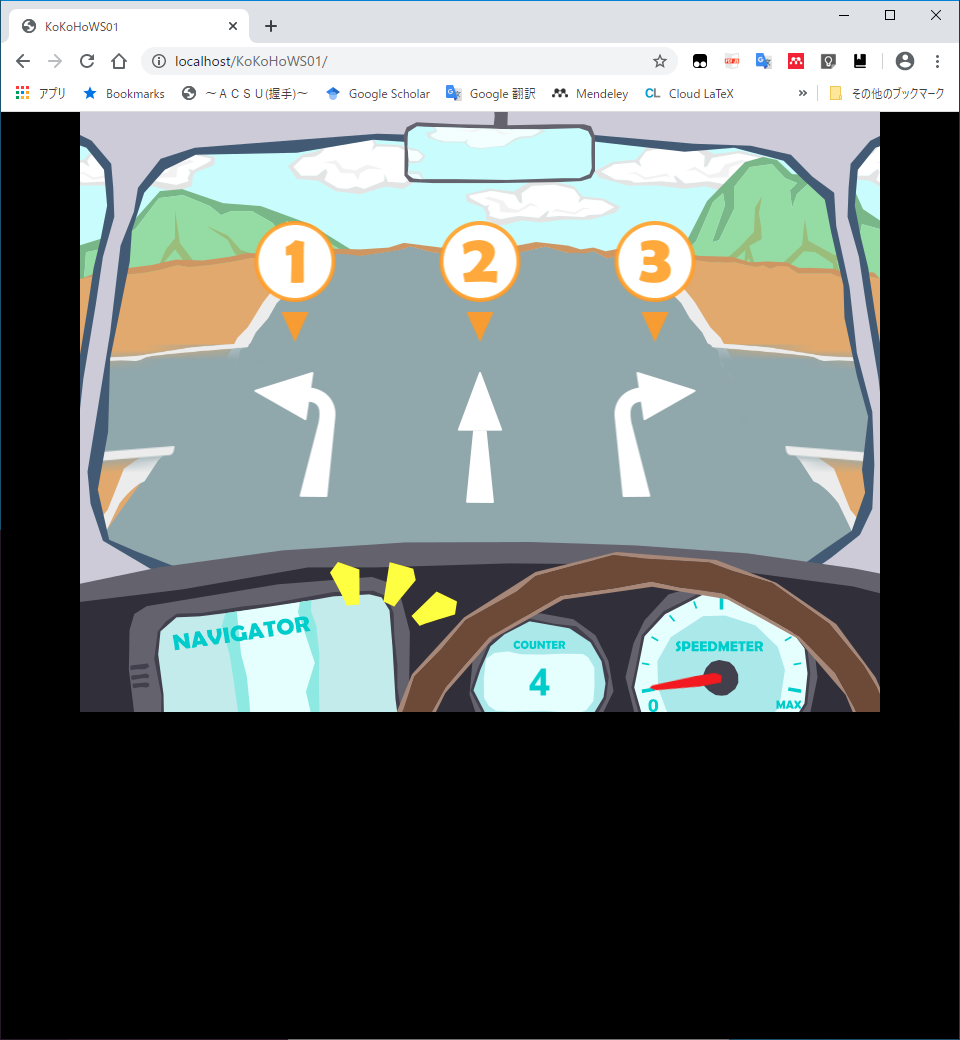 KoKoHoWS01
localhost/KoKoHoWS01/
アプリ Bookmarks ～ＡＣＳＵ(握手)～ Google Scholar Google 翻訳 Mendeley CL Cloud LaTeX » その他のブックマーク
1 2 3
NAVIGATOR
COUNTER
4
SPEEDMETER
0 MAX